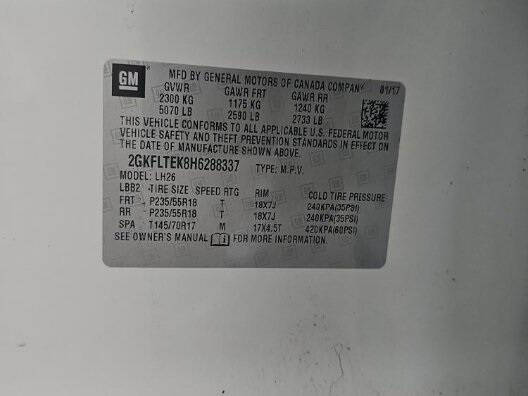 GM
MFD BY GENERAL MOTORS OF CANADA COMPANY 01/17
GVWR GAWR FRT GAWR RR
2300 KG 1175 KG 1240 KG
5070 LB 2590 LB 2733 LB
THIS VEHICLE CONFORMS TO ALL APPLICABLE U.S. FEDERAL MOTOR
VEHICLE SAFETY AND THEFT PREVENTION STANDARDS IN EFFECT ON
THE DATE OF MANUFACTURE SHOWN ABOVE.
2GKFLTEK8H6288337 TYPE: M.P.V.
MODEL: LH26
LBB2 TIRE SIZE SPEED RTG RIM COLD TIRE PRESSURE
FRT P235/55R18 T 18X7J 240KPA(35PSI)
RR P235/55R18 T 18X7J 240KPA(35PSI)
SPA T145/70R17 M 17X4.5T 420KPA(60PSI)
SEE OWNER'S MANUAL FOR MORE INFORMATION